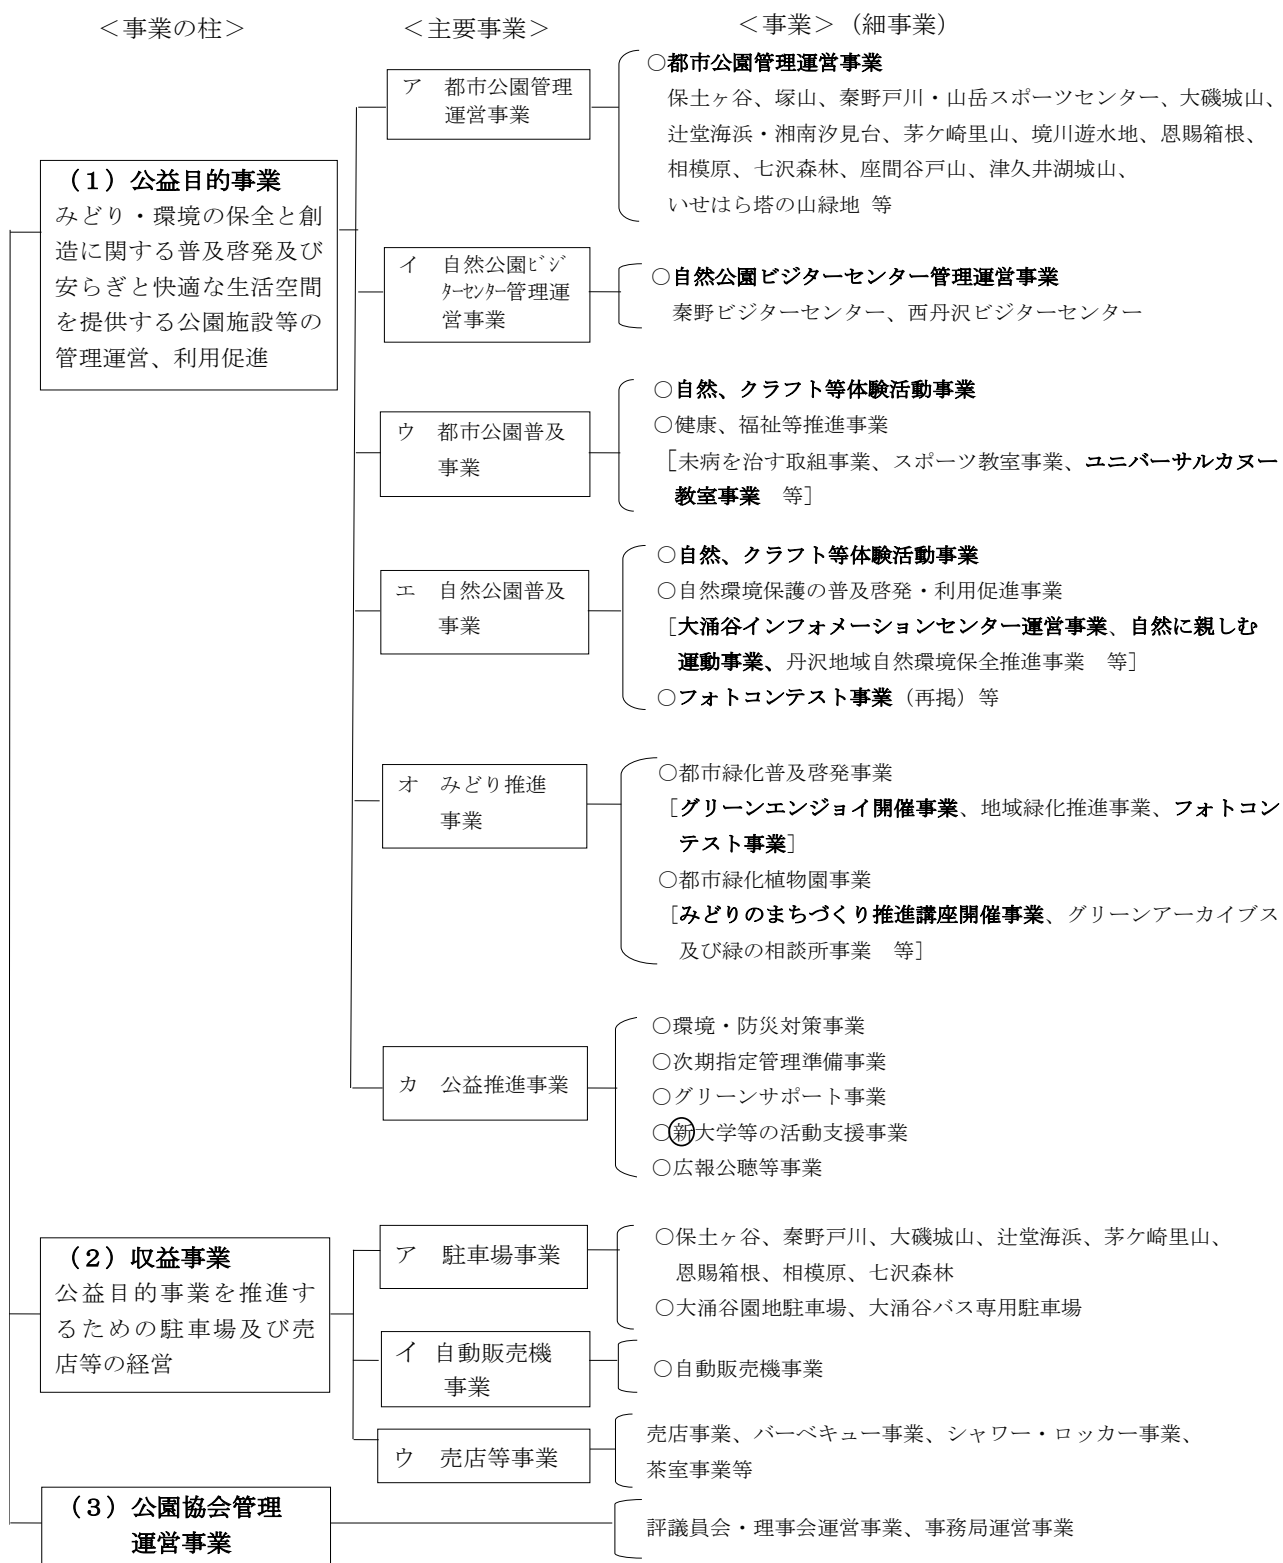 ＜事業の柱＞
＜主要事業＞
＜事業＞（細事業）
（１）公益目的事業
みどり・環境の保全と創
造に関する普及啓発及び
安らぎと快適な生活空間
を提供する公園施設等の
管理運営、利用促進
ア　都市公園管理
運営事業
○都市公園管理運営事業
保土ヶ谷、塚山、秦野戸川・山岳スポーツセンター、大磯城山、
辻堂海浜・湘南汐見台、茅ケ崎里山、境川遊水地、恩賜箱根、
相模原、七沢森林、座間谷戸山、津久井湖城山、
いせはら塔の山緑地 等
イ　自然公園ﾋﾞｼﾞ
ﾀｰｾﾝﾀｰ管理運
営事業
○自然公園ビジターセンター管理運営事業
秦野ビジターセンター、西丹沢ビジターセンター
ウ　都市公園普及
事業
○自然、クラフト等体験活動事業
○健康、福祉等推進事業
［未病を治す取組事業、スポーツ教室事業、ユニバーサルカヌー
教室事業　等］
エ　自然公園普及
事業
○自然、クラフト等体験活動事業
○自然環境保護の普及啓発・利用促進事業
［大涌谷インフォメーションセンター運営事業、自然に親しむ
運動事業、丹沢地域自然環境保全推進事業　等］
○フォトコンテスト事業（再掲）等
オ　みどり推進
事業
○都市緑化普及啓発事業
［グリーンエンジョイ開催事業、地域緑化推進事業、フォトコン
テスト事業］
○都市緑化植物園事業
［みどりのまちづくり推進講座開催事業、グリーンアーカイブス
及び緑の相談所事業　等］
カ　公益推進事業
○環境・防災対策事業
○次期指定管理準備事業
○グリーンサポート事業
○新大学等の活動支援事業
○広報公聴等事業
（２）収益事業
公益目的事業を推進す
るための駐車場及び売
店等の経営
ア　駐車場事業
○保土ヶ谷、秦野戸川、大磯城山、辻堂海浜、茅ケ崎里山、
恩賜箱根、相模原、七沢森林
○大涌谷園地駐車場、大涌谷バス専用駐車場
イ　自動販売機
事業
○自動販売機事業
ウ　売店等事業
売店事業、バーベキュー事業、シャワー・ロッカー事業、
茶室事業等
（３）公園協会管理
運営事業
評議員会・理事会運営事業、事務局運営事業